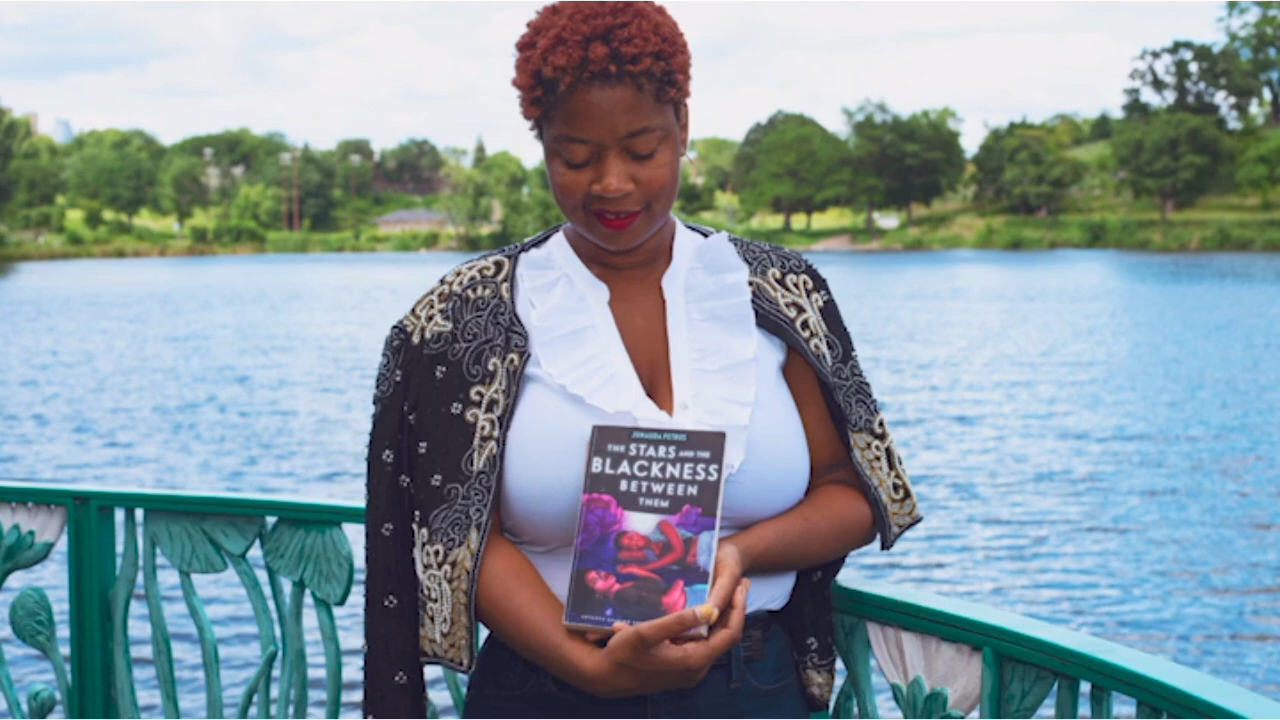 JUNAUDA PETRUS
THE STARS AND THE
BLACKNESS
BETWEEN
THEM